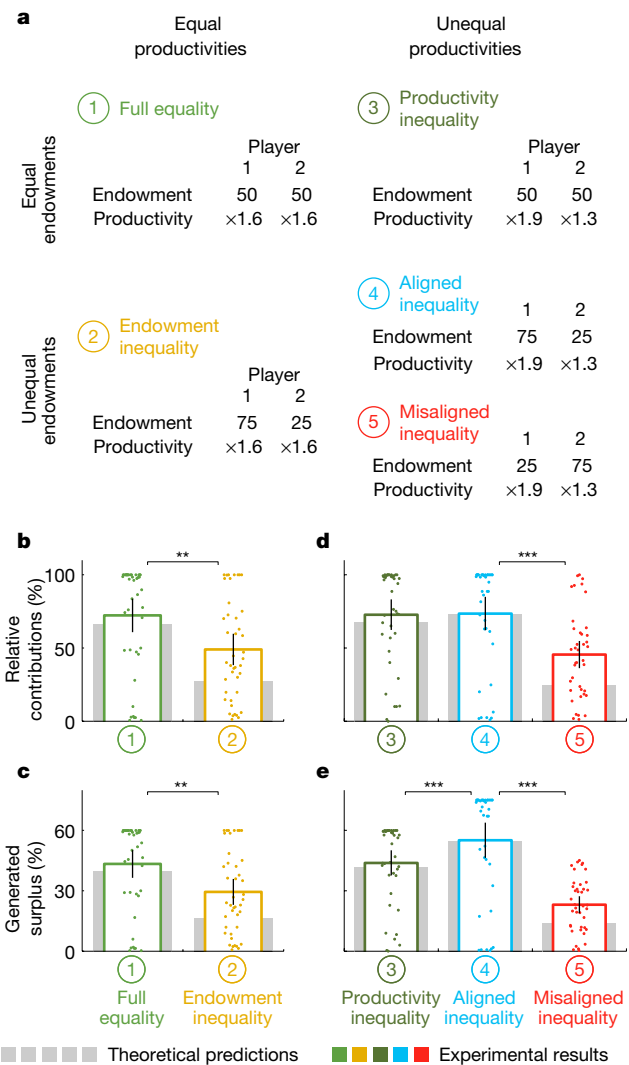 a
Equal
productivities
Unequal
productivities
Equal
endowments
1 Full equality
Player
1 2
Endowment 50 50
Productivity ×1.6 ×1.6
3 Productivity
inequality
Player
1 2
Endowment 50 50
Productivity ×1.9 ×1.3
Unequal
endowments
2 Endowment
inequality
Player
1 2
Endowment 75 25
Productivity ×1.6 ×1.6
4 Aligned
inequality
1 2
Endowment 75 25
Productivity ×1.9 ×1.3
5 Misaligned
inequality
1 2
Endowment 25 75
Productivity ×1.9 ×1.3
b
**
Relative
contributions (%)
100
50
0
1 2
d
***
3 4 5
c
**
Generated
surplus (%)
60
30
0
1 2
Full
equality
Endowment
inequality
e
*** ***
3 4 5
Productivity
inequality
Aligned
inequality
Misaligned
inequality
Theoretical predictions
Experimental results